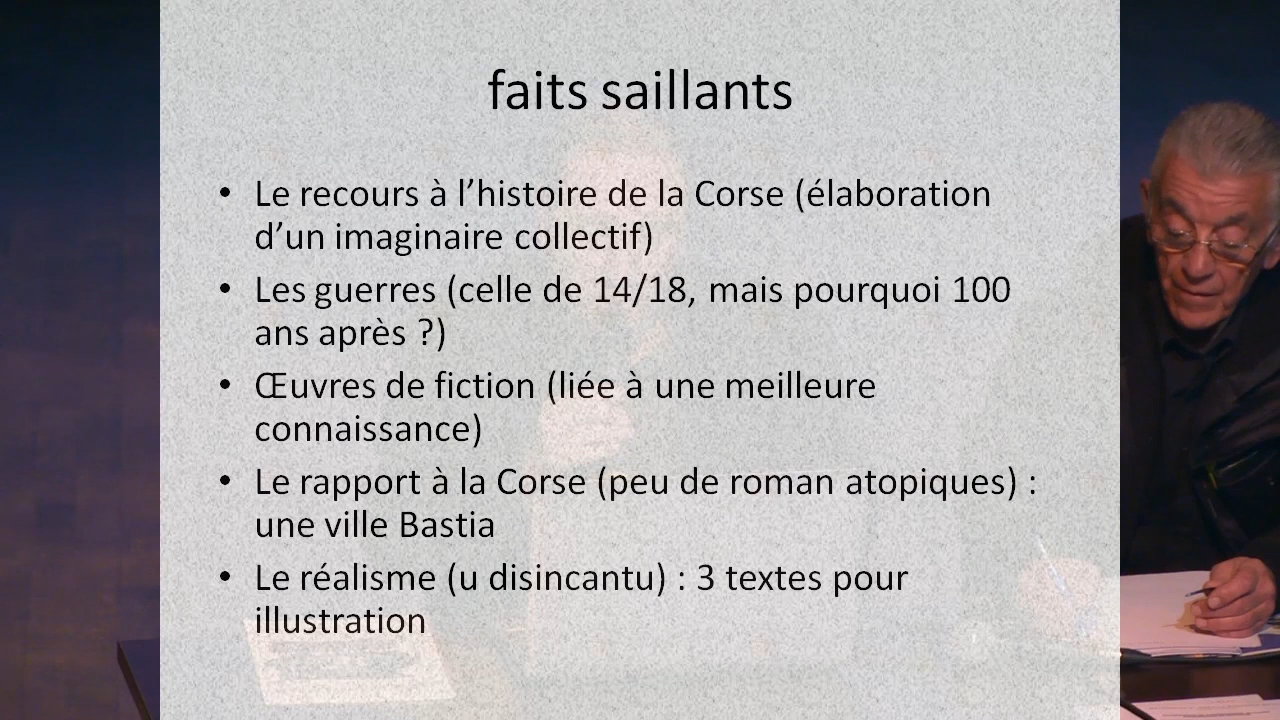 faits saillants
• Le recours à l’histoire de la Corse (élaboration
d’un imaginaire collectif)
• Les guerres (celle de 14/18, mais pourquoi 100
ans après ?)
• Œuvres de fiction (liée à une meilleure
connaissance)
• Le rapport à la Corse (peu de roman atopiques) :
une ville Bastia
• Le réalisme (u disincantu) : 3 textes pour
illustration